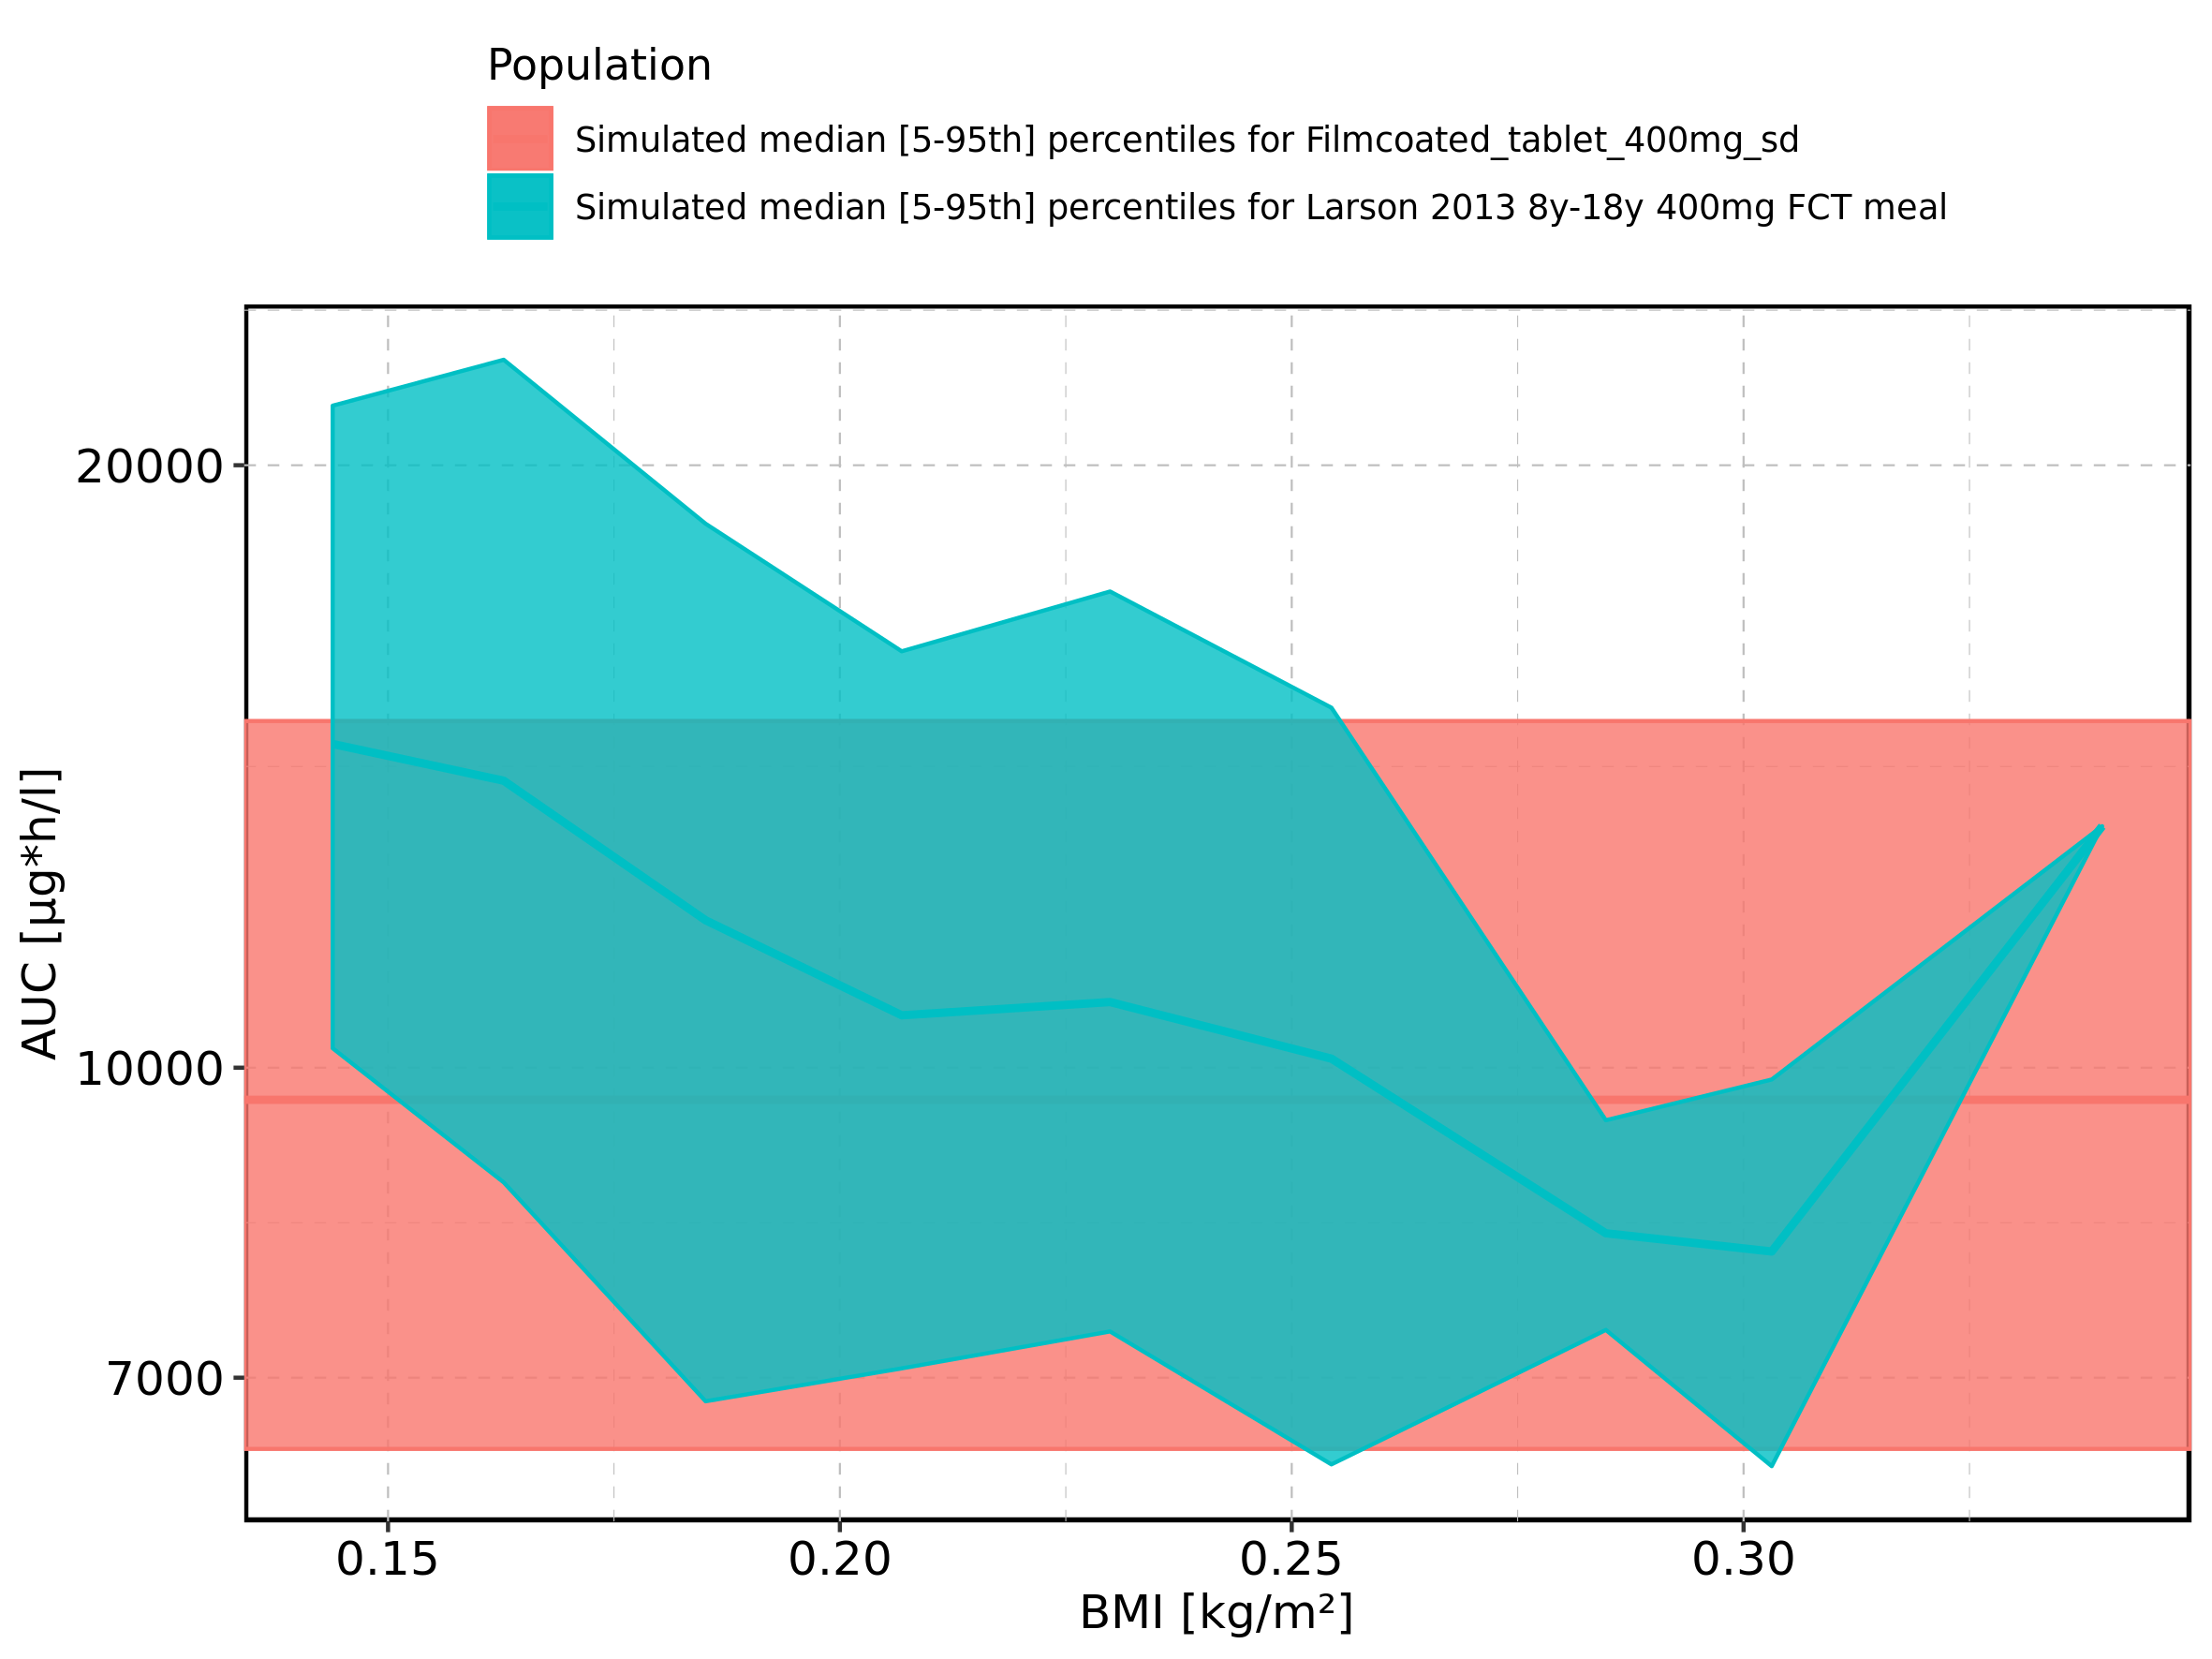 Population
Simulated median [5-95th] percentiles for Filmcoated_tablet_400mg_sd
Simulated median [5-95th] percentiles for Larson 2013 8y-18y 400mg FCT meal
AUC [µg*h/l]
20000
10000
7000
0.15 0.20 0.25 0.30
BMI [kg/m²]